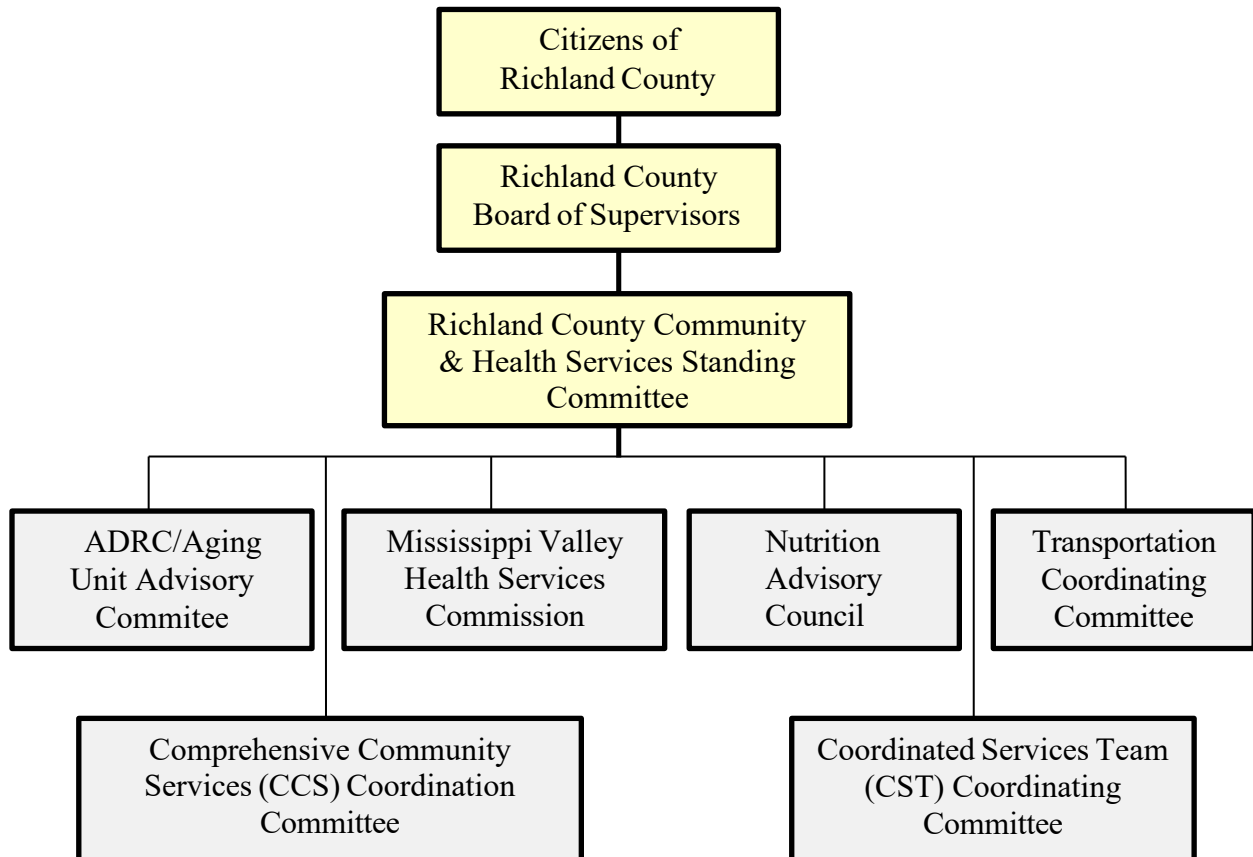 Citizens of
Richland County
Richland County
Board of Supervisors
Richland County Community
& Health Services Standing
Committee
ADRC/Aging
Unit Advisory
Commitee
Mississippi Valley
Health Services
Commission
Nutrition
Advisory
Council
Transportation
Coordinating
Committee
Comprehensive Community
Services (CCS) Coordination
Committee
Coordinated Services Team
(CST) Coordinating
Committee